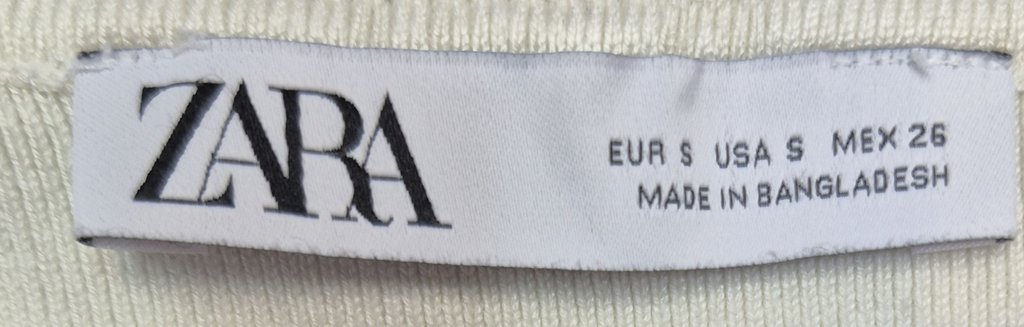 ZARA
EUR S USA S MEX 26
MADE IN BANGLADESH